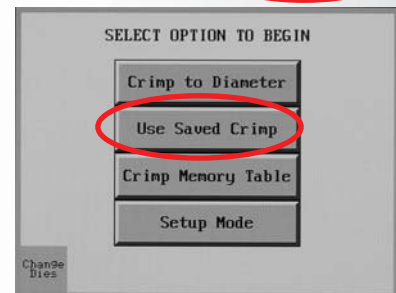 SELECT OPTION TO BEGIN
Crimp to Diameter
Use Saved Crimp
Crimp Memory Table
Setup Mode
Change
Dies